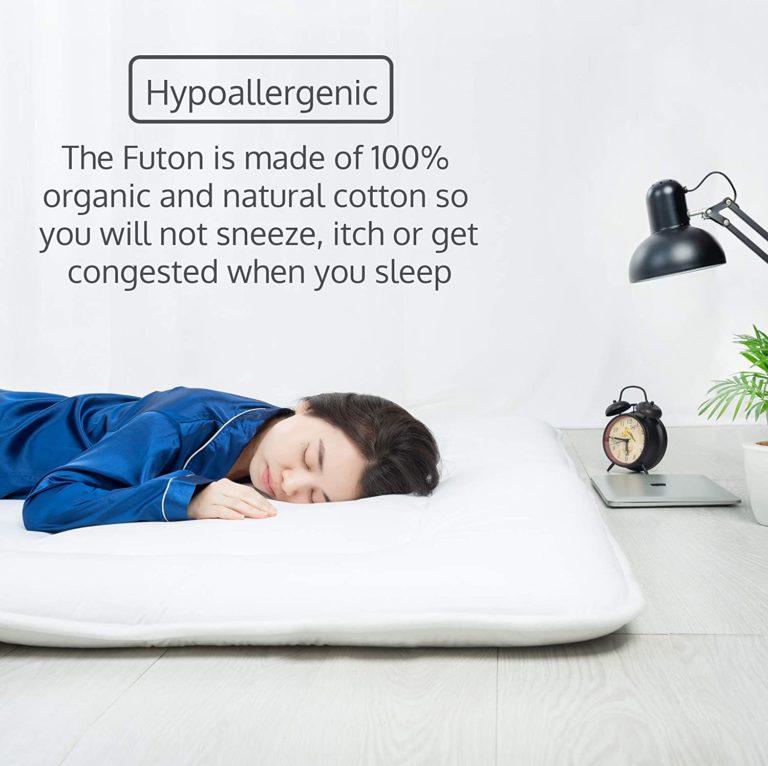 Hypoallergenic
The Futon is made of 100%
organic and natural cotton so
you will not sneeze, itch or get
congested when you sleep